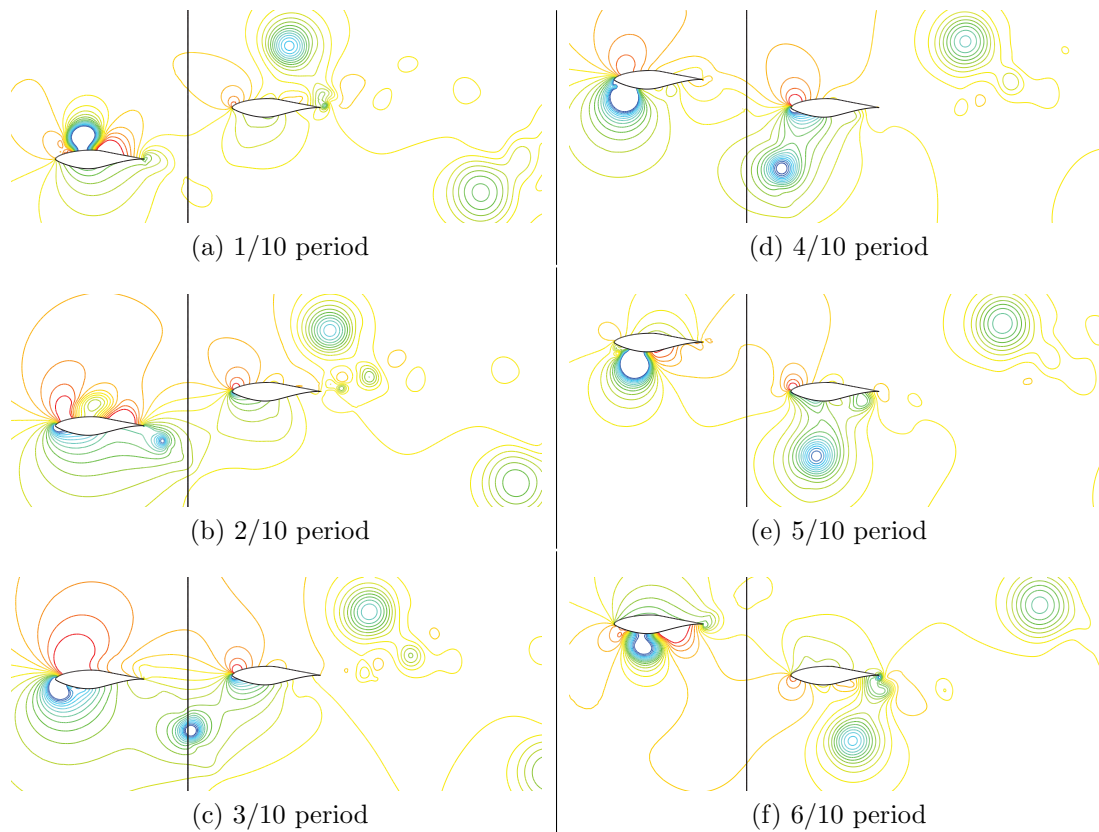 (a) 1/10 period
(d) 4/10 period
(b) 2/10 period
(e) 5/10 period
(c) 3/10 period
(f) 6/10 period